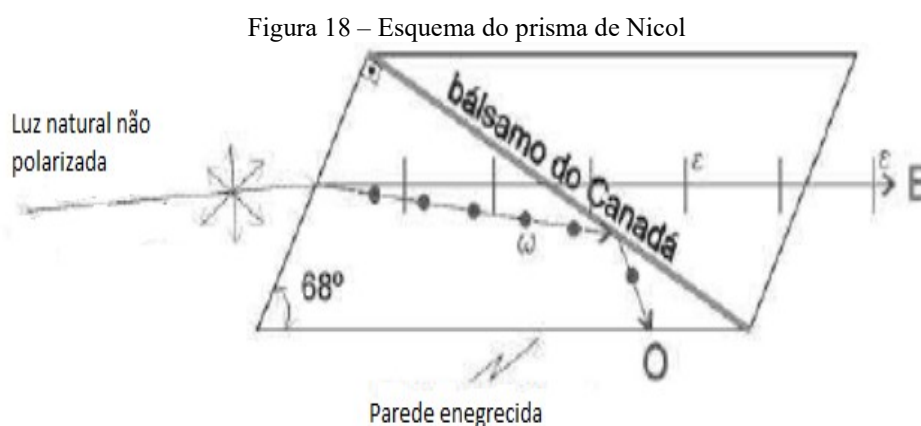 Figura 18 – Esquema do prisma de Nicol
Luz natural não
polarizada
bálsamo do Canadá
ε
ε
E
ω
68º
O
Parede enegrecida